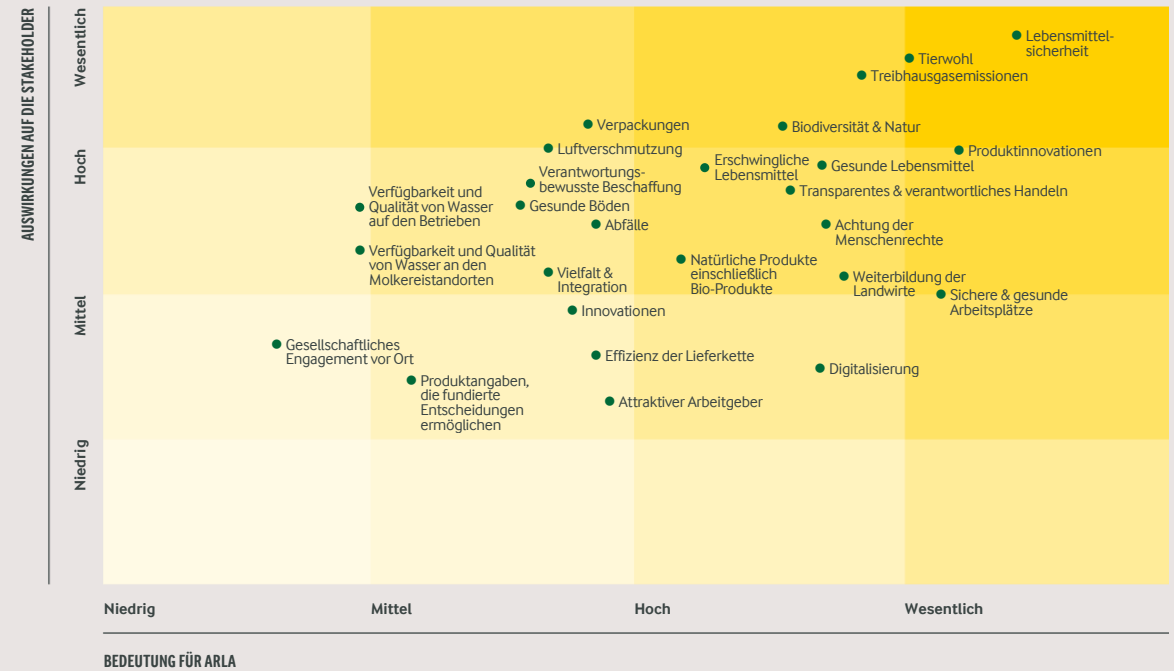 AUSWIRKUNGEN AUF DIE STAKEHOLDER
Wesentlich
Hoch
Mittel
Niedrig
Lebensmittel-
sicherheit
Tierwohl
Treibhausgasemissionen
Verpackungen
Biodiversität & Natur
Luftverschmutzung
Produktinnovationen
Erschwingliche
Lebensmittel
Gesunde Lebensmittel
Verantwortungs-
bewusste Beschaffung
Transparentes & verantwortliches Handeln
Verfügbarkeit und
Qualität von Wasser
auf den Betrieben
Gesunde Böden
Abfälle
Achtung der
Menschenrechte
Verfügbarkeit und Qualität
von Wasser an den
Molkereistandorten
Natürliche Produkte
einschließlich
Bio-Produkte
Vielfalt &
Integration
Weiterbildung der
Landwirte
Sichere & gesunde
Arbeitsplätze
Innovationen
Gesellschaftliches
Engagement vor Ort
Effizienz der Lieferkette
Digitalisierung
Produktangaben,
die fundierte
Entscheidungen
ermöglichen
Attraktiver Arbeitgeber
Niedrig
Mittel
Hoch
Wesentlich
BEDEUTUNG FÜR ARLA